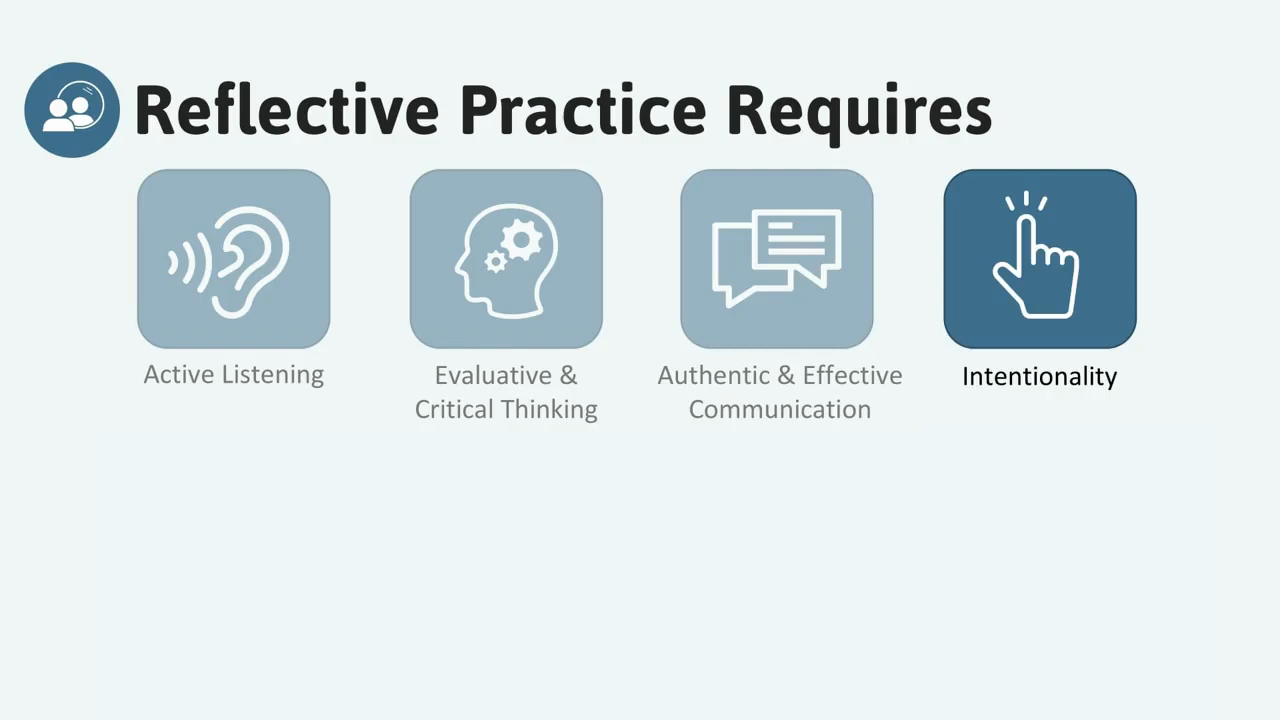 Reflective Practice Requires
Active Listening
Evaluative &
Critical Thinking
Authentic & Effective
Communication
Intentionality